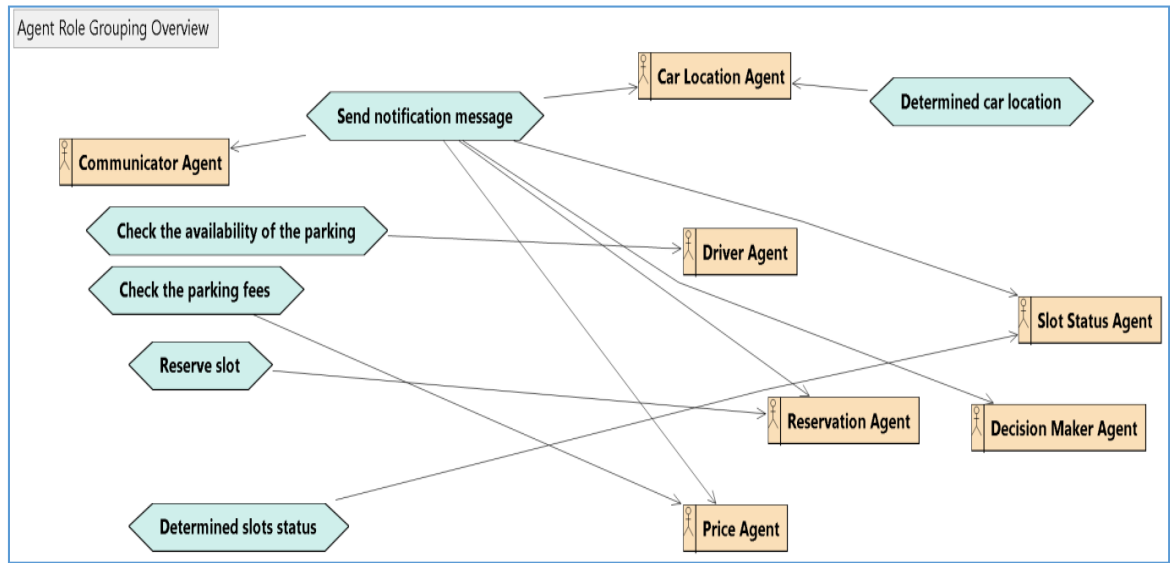 Agent Role Grouping Overview
Car Location Agent
Determined car location
Send notification message
Communicator Agent
Check the availability of the parking
Driver Agent
Check the parking fees
Slot Status Agent
Reserve slot
Reservation Agent
Decision Maker Agent
Determined slots status
Price Agent